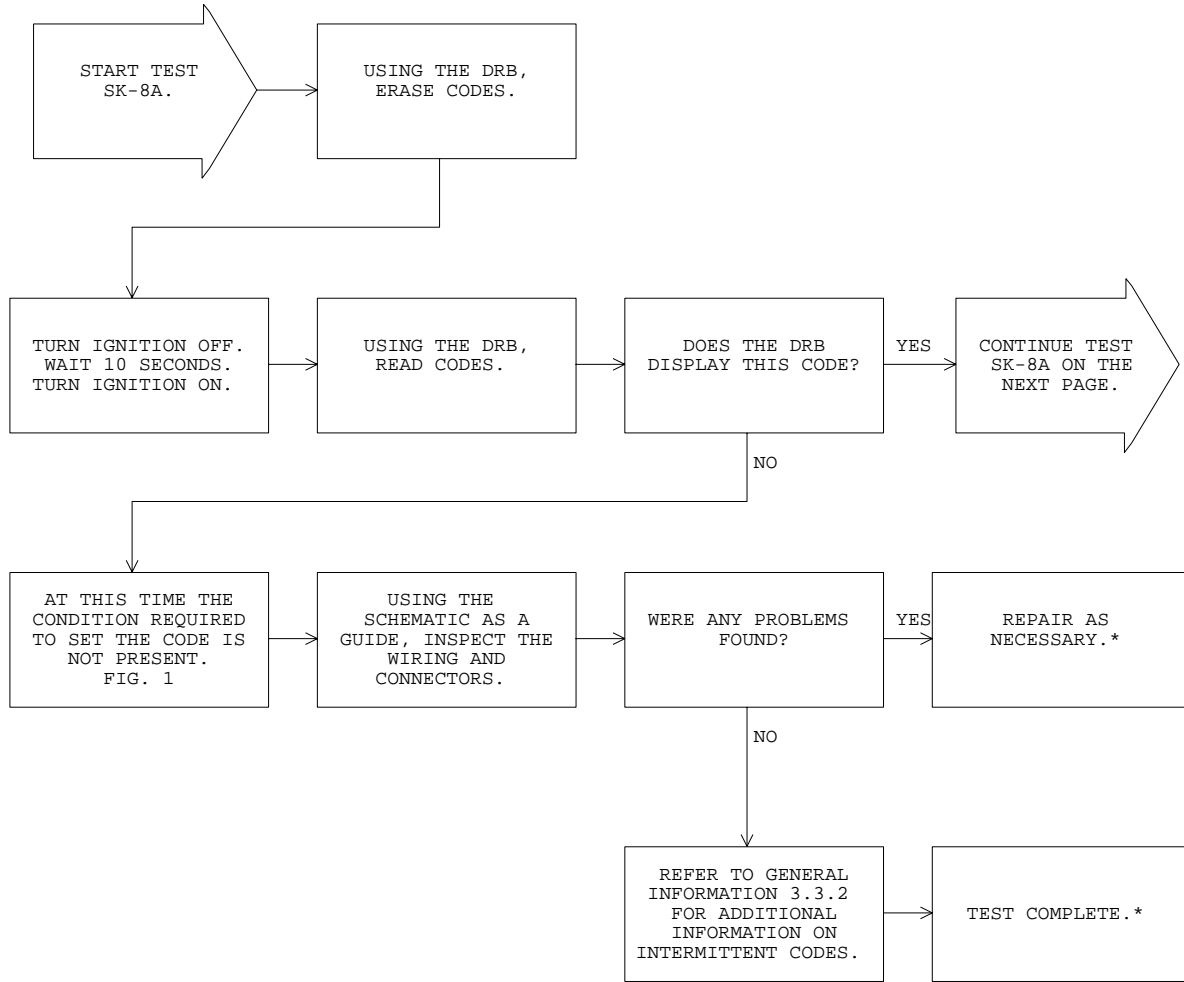 START TEST
SK-8A.
USING THE DRB,
ERASE CODES.
TURN IGNITION OFF.
WAIT 10 SECONDS.
TURN IGNITION ON.
USING THE DRB,
READ CODES.
DOES THE DRB
DISPLAY THIS CODE?
YES
CONTINUE TEST
SK-8A ON THE
NEXT PAGE.
NO
AT THIS TIME THE
CONDITION REQUIRED
TO SET THE CODE IS
NOT PRESENT.
FIG. 1
USING THE
SCHEMATIC AS A
GUIDE, INSPECT THE
WIRING AND
CONNECTORS.
WERE ANY PROBLEMS
FOUND?
YES
REPAIR AS
NECESSARY.*
NO
REFER TO GENERAL
INFORMATION 3.3.2
FOR ADDITIONAL
INFORMATION ON
INTERMITTENT CODES.
TEST COMPLETE.*